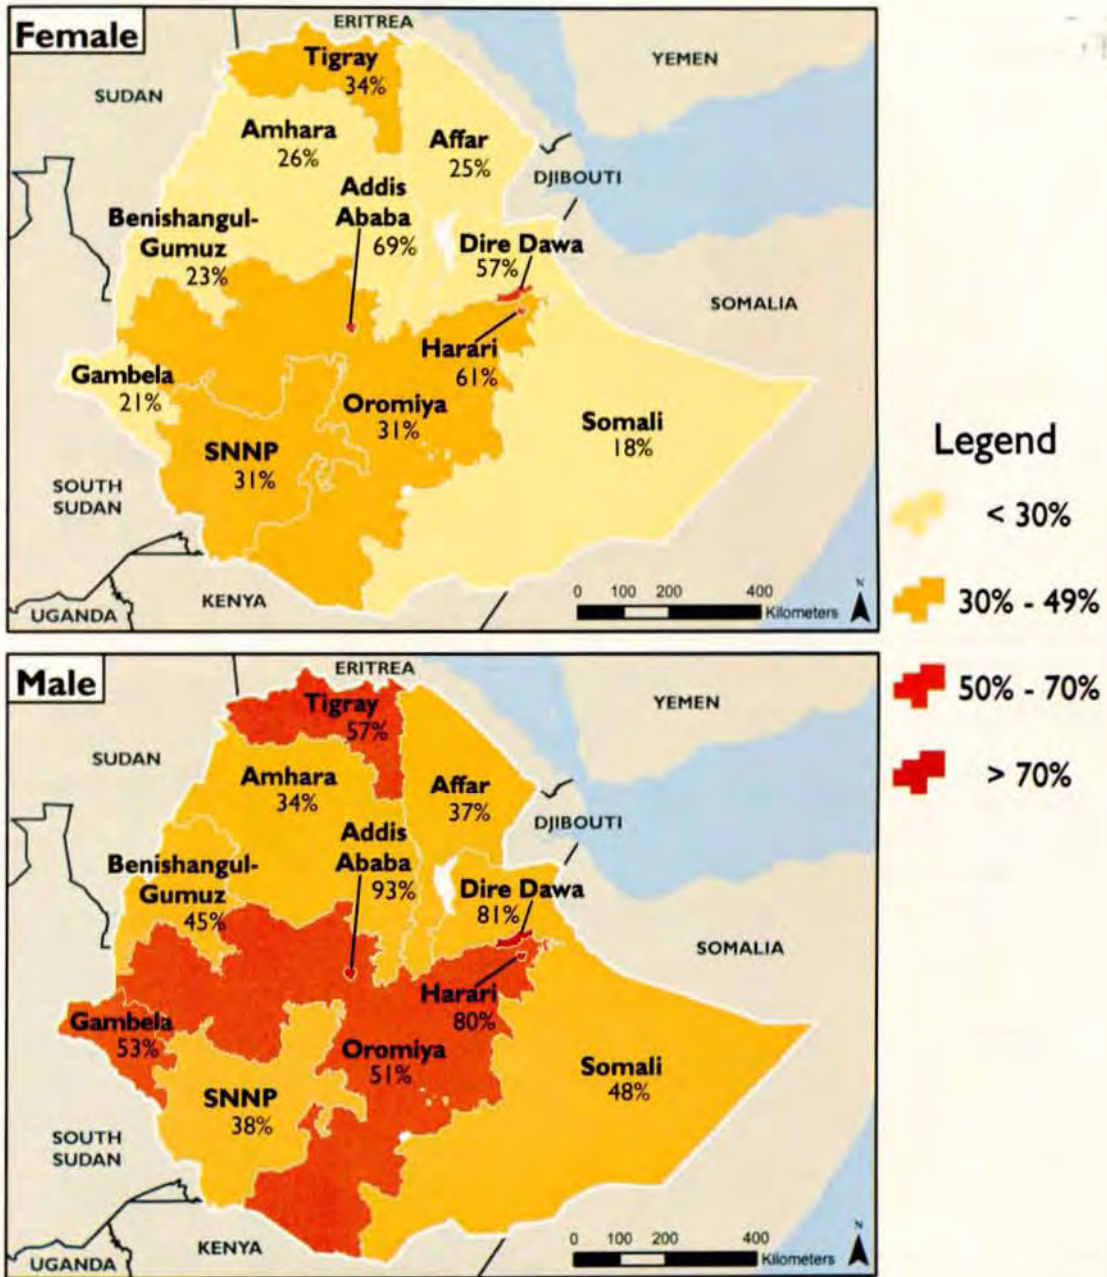 Female
ERITREA
Tigray
34%
YEMEN
SUDAN
Amhara
26%
Affar
25%
DJIBOUTI
Addis
Ababa
69%
Benishangul-
Gumuz
23%
Dire Dawa
57%
SOMALIA
Harari
61%
Gambela
21%
Oromiya
31%
Somali
18%
SNNP
31%
SOUTH
SUDAN
UGANDA
KENYA
0 100 200 400
Kilometers
N
Legend
< 30%
30% - 49%
50% - 70%
> 70%
Male
ERITREA
Tigray
57%
YEMEN
SUDAN
Amhara
34%
Affar
37%
DJIBOUTI
Addis
Ababa
93%
Benishangul-
Gumuz
45%
Dire Dawa
81%
SOMALIA
Harari
80%
Gambela
53%
Oromiya
51%
Somali
48%
SNNP
38%
SOUTH
SUDAN
UGANDA
KENYA
0 100 200 400
Kilometers
N